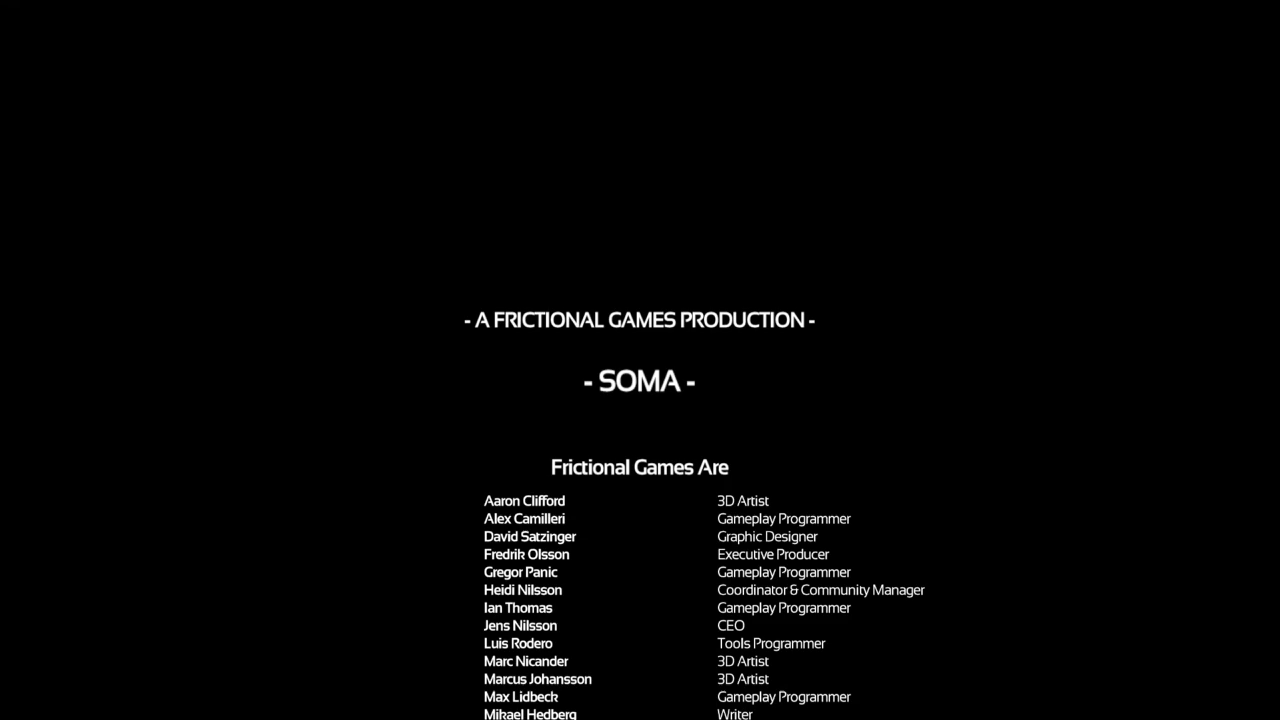 - A FRICTIONAL GAMES PRODUCTION -
- SOMA -
Frictional Games Are
Aaron Clifford 3D Artist
Alex Camilleri Gameplay Programmer
David Satzinger Graphic Designer
Fredrik Olsson Executive Producer
Gregor Panic Gameplay Programmer
Heidi Nilsson Coordinator & Community Manager
Ian Thomas Gameplay Programmer
Jens Nilsson CEO
Luis Rodero Tools Programmer
Marc Nicander 3D Artist
Marcus Johansson 3D Artist
Max Lidbeck Gameplay Programmer
Mikael Hedberg Writer